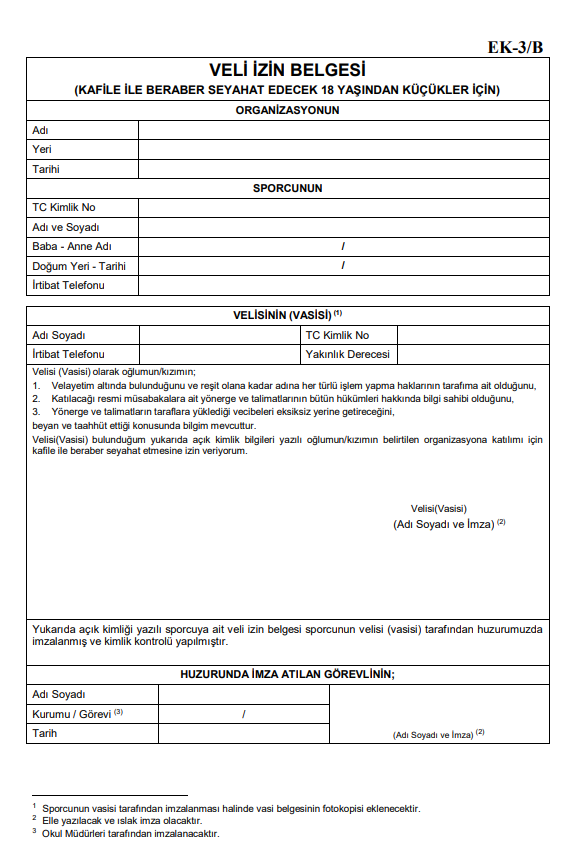 EK-3/B
VELİ İZİN BELGESİ
(KAFİLE İLE BERABER SEYAHAT EDECEK 18 YAŞINDAN KÜÇÜKLER İÇİN)
ORGANİZASYONUN
Adı
Yeri
Tarihi
SPORCUNUN
TC Kimlik No
Adı ve Soyadı
Baba - Anne Adı /
Doğum Yeri - Tarihi /
İrtibat Telefonu
VELİSİNİN (VASİSİ) (1)
Adı Soyadı TC Kimlik No
İrtibat Telefonu Yakınlık Derecesi
Velisi (Vasisi) olarak oğlumun/kızımın;
1. Velayetim altında bulunduğunu ve reşit olana kadar adına her türlü işlem yapma haklarının tarafıma ait olduğunu,
2. Katılacağı resmi müsabakalara ait yönerge ve talimatlarının bütün hükümleri hakkında bilgi sahibi olduğunu,
3. Yönerge ve talimatların taraflara yüklediği vecibeleri eksiksiz yerine getireceğini,
beyan ve taahhüt ettiği konusunda bilgim mevcuttur.
Velisi(Vasisi) bulunduğum yukarıda açık kimlik bilgileri yazılı oğlumun/kızımın belirtilen organizasyona katılımı için
kafile ile beraber seyahat etmesine izin veriyorum.
Velisi(Vasisi)
(Adı Soyadı ve İmza) (2)
Yukarıda açık kimliği yazılı sporcuya ait veli izin belgesi sporcunun velisi (vasisi) tarafından huzurumuzda
imzalanmış ve kimlik kontrolü yapılmıştır.
HUZURUNDA İMZA ATILAN GÖREVLİNİN;
Adı Soyadı
Kurumu / Görevi (3) /
Tarih
(Adı Soyadı ve İmza) (2)
1 Sporcunun vasisi tarafından imzalanması halinde vasi belgesinin fotokopisi eklenecektir.
2 Elle yazılacak ve ıslak imza olacaktır.
3 Okul Müdürleri tarafından imzalanacaktır.